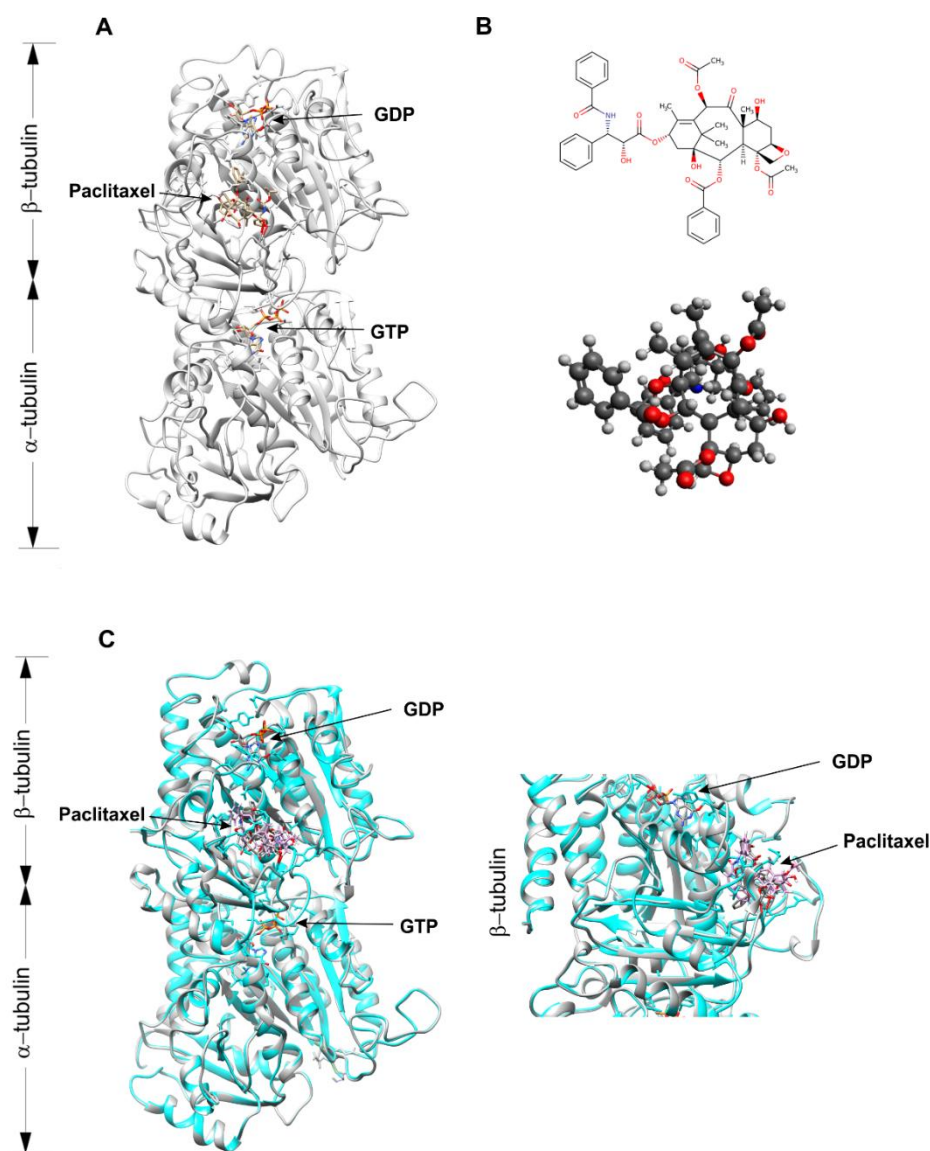 A
β-tubulin
α-tubulin
GDP
Paclitaxel
GTP
B
O
CH₃
O
O
O
OH
O
NH
H₃C
CH₃
O
CH₃
CH₃
O
OH
OH
H
O
O
O
O
CH₃
O
O
C
β-tubulin
α-tubulin
GDP
Paclitaxel
GTP
β-tubulin
GDP
Paclitaxel